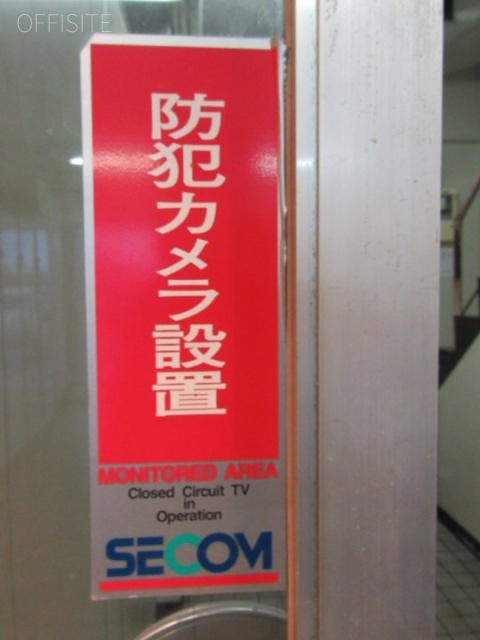 OFFISITE
防犯カメラ設置
MONITORED AREA
Closed Circuit TV
in
Operation
SECOM